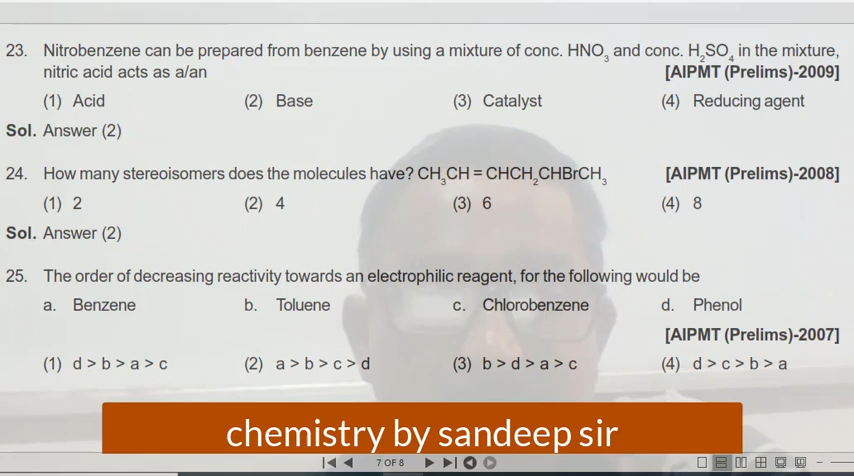 23. Nitrobenzene can be prepared from benzene by using a mixture of conc. HNO₃ and conc. H₂SO₄ in the mixture,
nitric acid acts as a/an [AIPMT (Prelims)-2009]
(1) Acid (2) Base (3) Catalyst (4) Reducing agent
Sol. Answer (2)
24. How many stereoisomers does the molecules have? CH₃CH = CHCH₂CHBrCH₃ [AIPMT (Prelims)-2008]
(1) 2 (2) 4 (3) 6 (4) 8
Sol. Answer (2)
25. The order of decreasing reactivity towards an electrophilic reagent, for the following would be
a. Benzene b. Toluene c. Chlorobenzene d. Phenol
[AIPMT (Prelims)-2007]
(1) d > b > a > c (2) a > b > c > d (3) b > d > a > c (4) d > c > b > a
chemistry by sandeep sir
7 OF 8